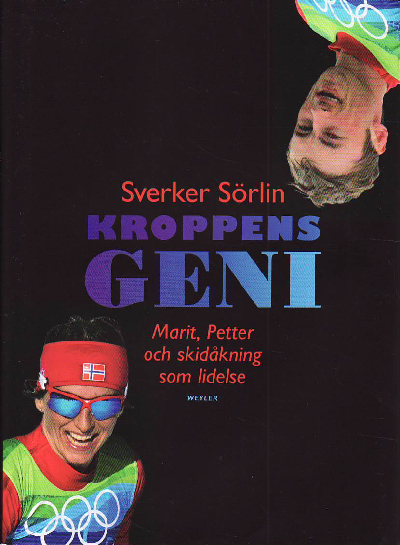 Sverker Sörlin
KROPPENS
GENI
Marit, Petter
och skidåkning
som lidelse
WEYLER